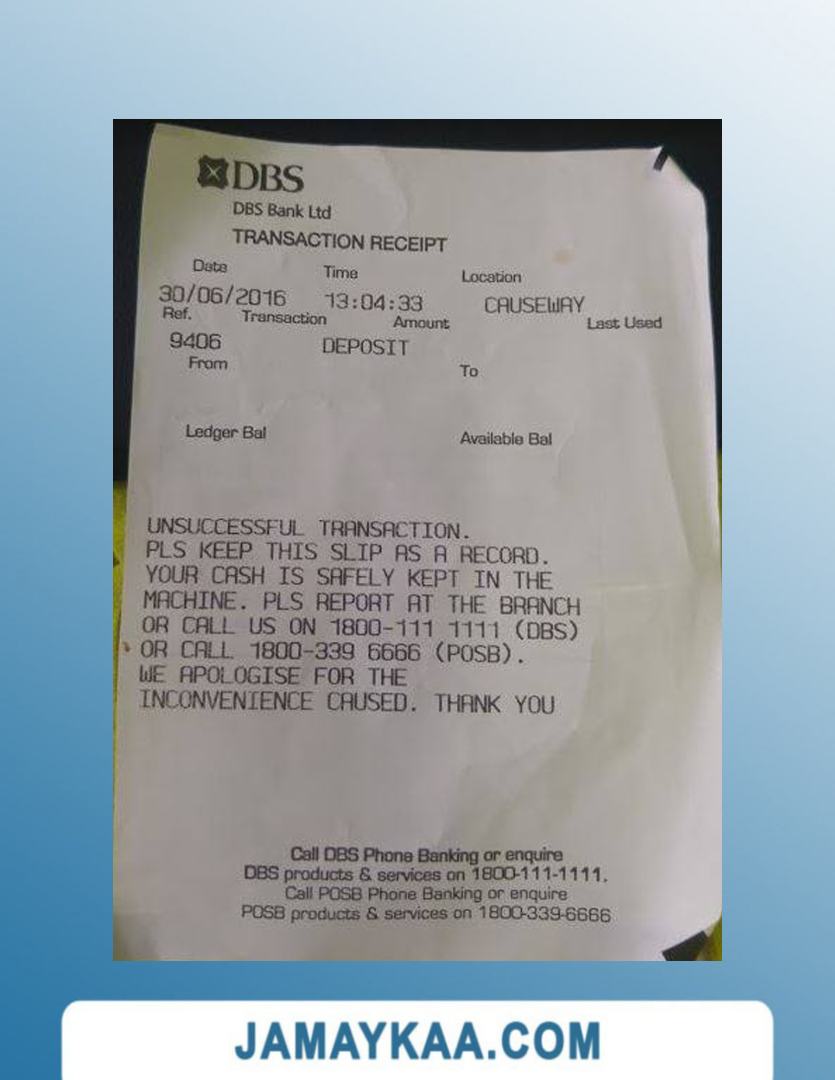 DBS
DBS Bank Ltd
TRANSACTION RECEIPT
Date Time Location
30/06/2016 13:04:33 CAUSEWAY
Ref. Transaction Amount Last Used
9406 DEPOSIT
From To
Ledger Bal Available Bal
UNSUCCESSFUL TRANSACTION.
PLS KEEP THIS SLIP AS A RECORD.
YOUR CASH IS SAFELY KEPT IN THE
MACHINE. PLS REPORT AT THE BRANCH
OR CALL US ON 1800-111 1111 (DBS)
OR CALL 1800-339 6666 (POSB).
WE APOLOGISE FOR THE
INCONVENIENCE CAUSED. THANK YOU
Call DBS Phone Banking or enquire
DBS products & services on 1800-111-1111.
Call POSB Phone Banking or enquire
POSB products & services on 1800-339-6666
JAMAYKAA.COM